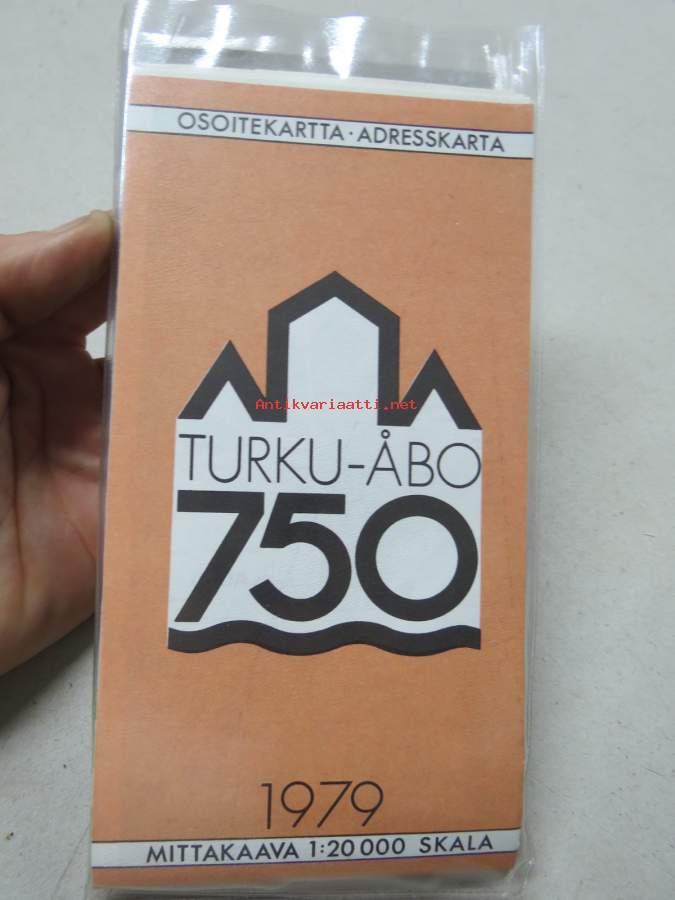 OSOITEKARTTA · ADRESSKARTA
Antikvariaatti.net
TURKU-ÅBO
750
1979
MITTAKAAVA 1:20 000 SKALA